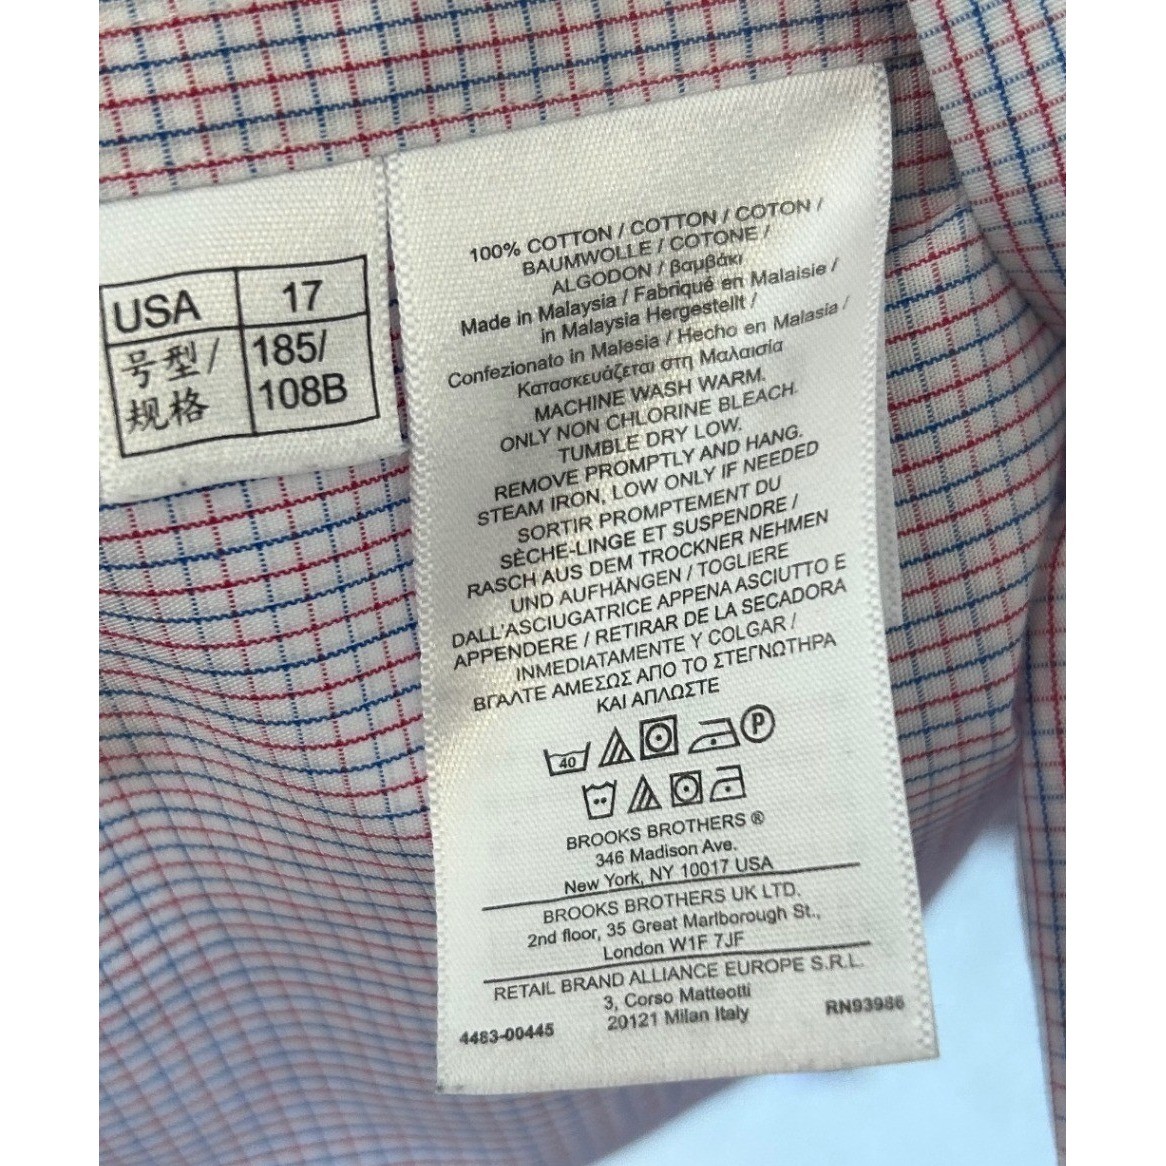 USA 17
号型/ 185/
规格 108B
100% COTTON / COTTON / COTON /
BAUMWOLLE / COTONE /
ALGODON / βαμβάκι
Made in Malaysia / Fabriqué en Malaisie /
in Malaysia Hergestellt /
Confezionato in Malesia / Hecho en Malasia /
Κατασκευάζεται στη Μαλαισία
MACHINE WASH WARM.
ONLY NON CHLORINE BLEACH.
TUMBLE DRY LOW.
REMOVE PROMPTLY AND HANG.
STEAM IRON, LOW ONLY IF NEEDED
SORTIR PROMPTEMENT DU
SÈCHE-LINGE ET SUSPENDRE /
RASCH AUS DEM TROCKNER NEHMEN
UND AUFHÄNGEN / TOGLIERE
DALL'ASCIUGATRICE APPENA ASCIUTTO E
APPENDERE / RETIRAR DE LA SECADORA
INMEDIATAMENTE Y COLGAR /
ΒΓΑΛΤΕ ΑΜΕΣΩΣ ΑΠΟ ΤΟ ΣΤΕΓΝΩΤΗΡΑ
ΚΑΙ ΑΠΛΩΣΤΕ
40 P
BROOKS BROTHERS ®
346 Madison Ave.
New York, NY 10017 USA
BROOKS BROTHERS UK LTD.
2nd floor, 35 Great Marlborough St.,
London W1F 7JF
RETAIL BRAND ALLIANCE EUROPE S.R.L.
3, Corso Matteotti
20121 Milan Italy
4483-00445 RN93986